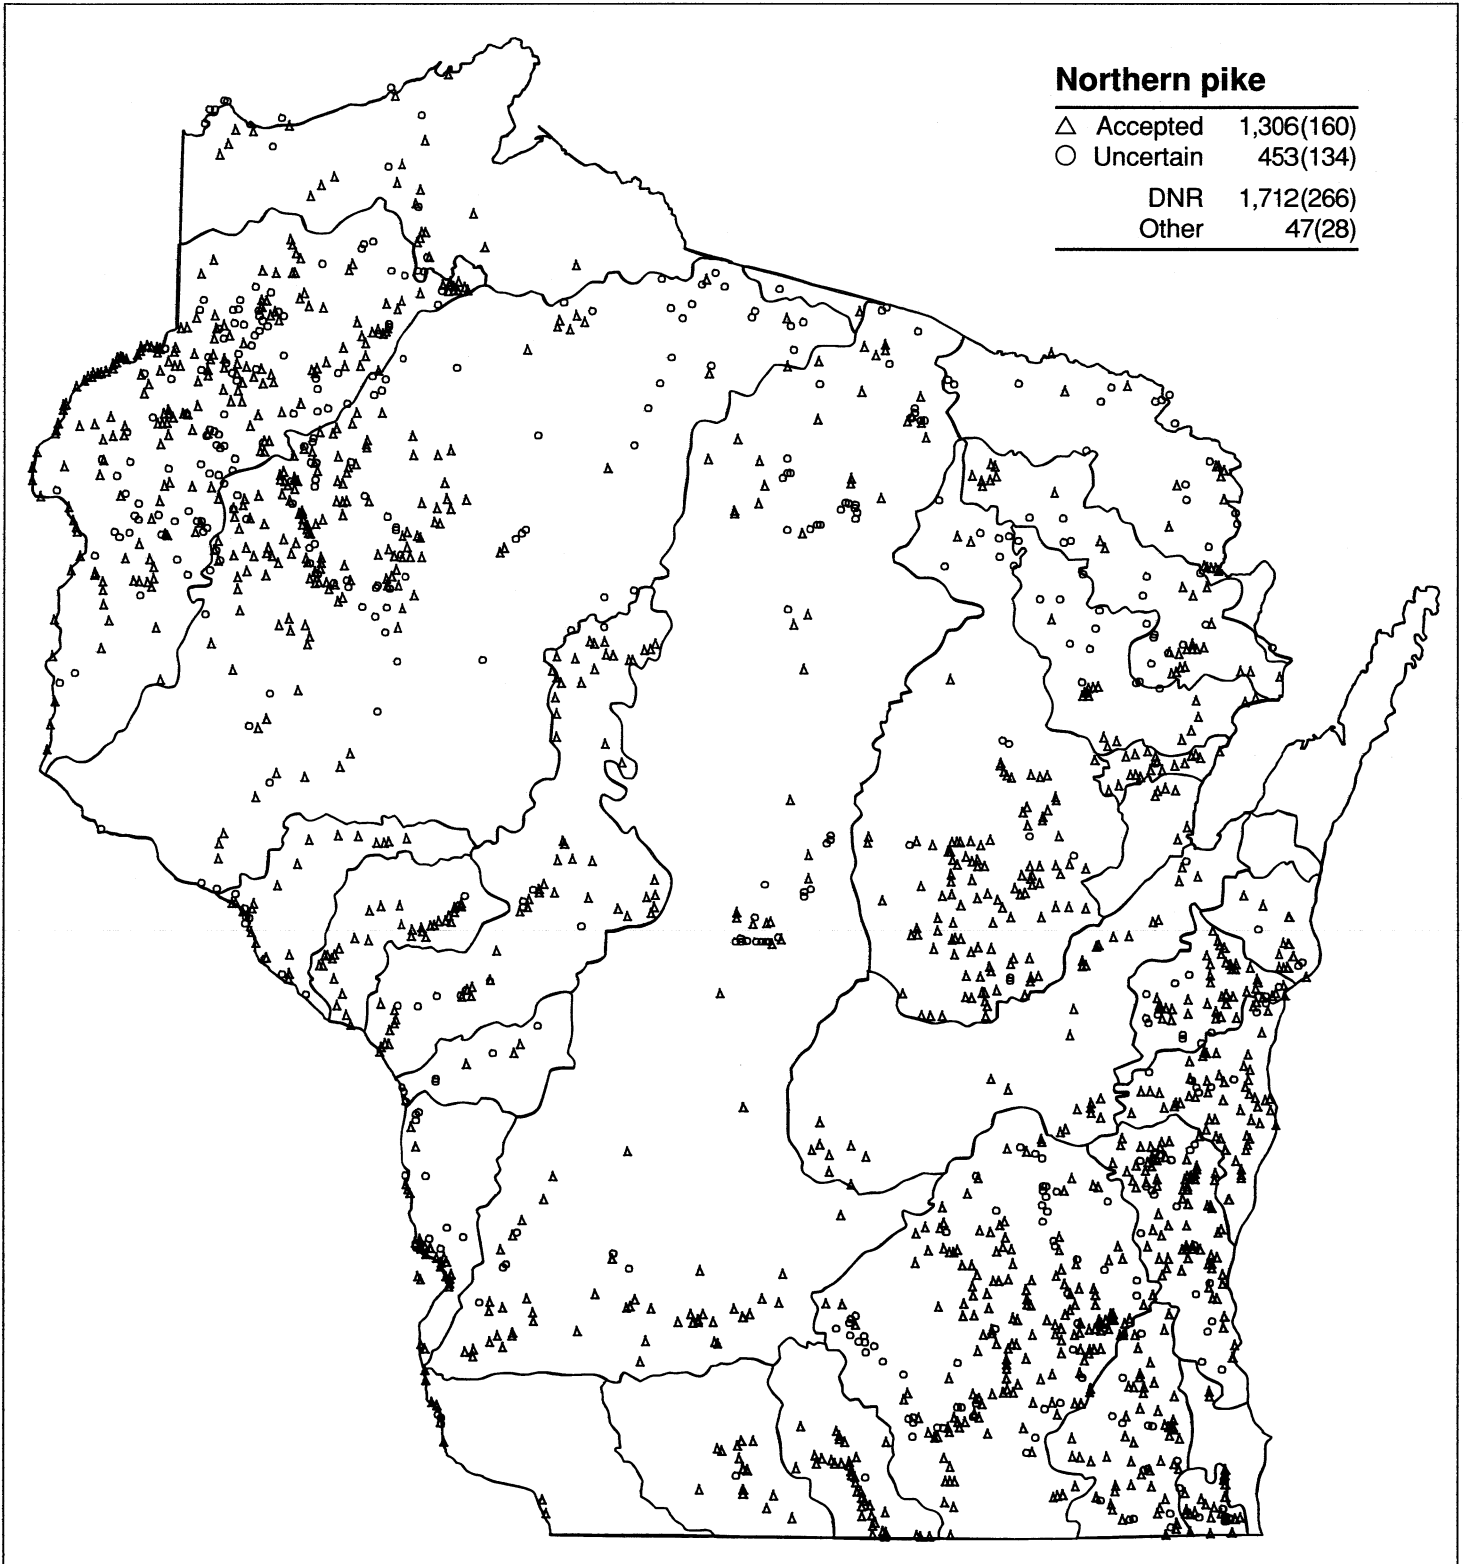 Northern pike
△ Accepted 1,306(160)
○ Uncertain 453(134)
DNR 1,712(266)
Other 47(28)